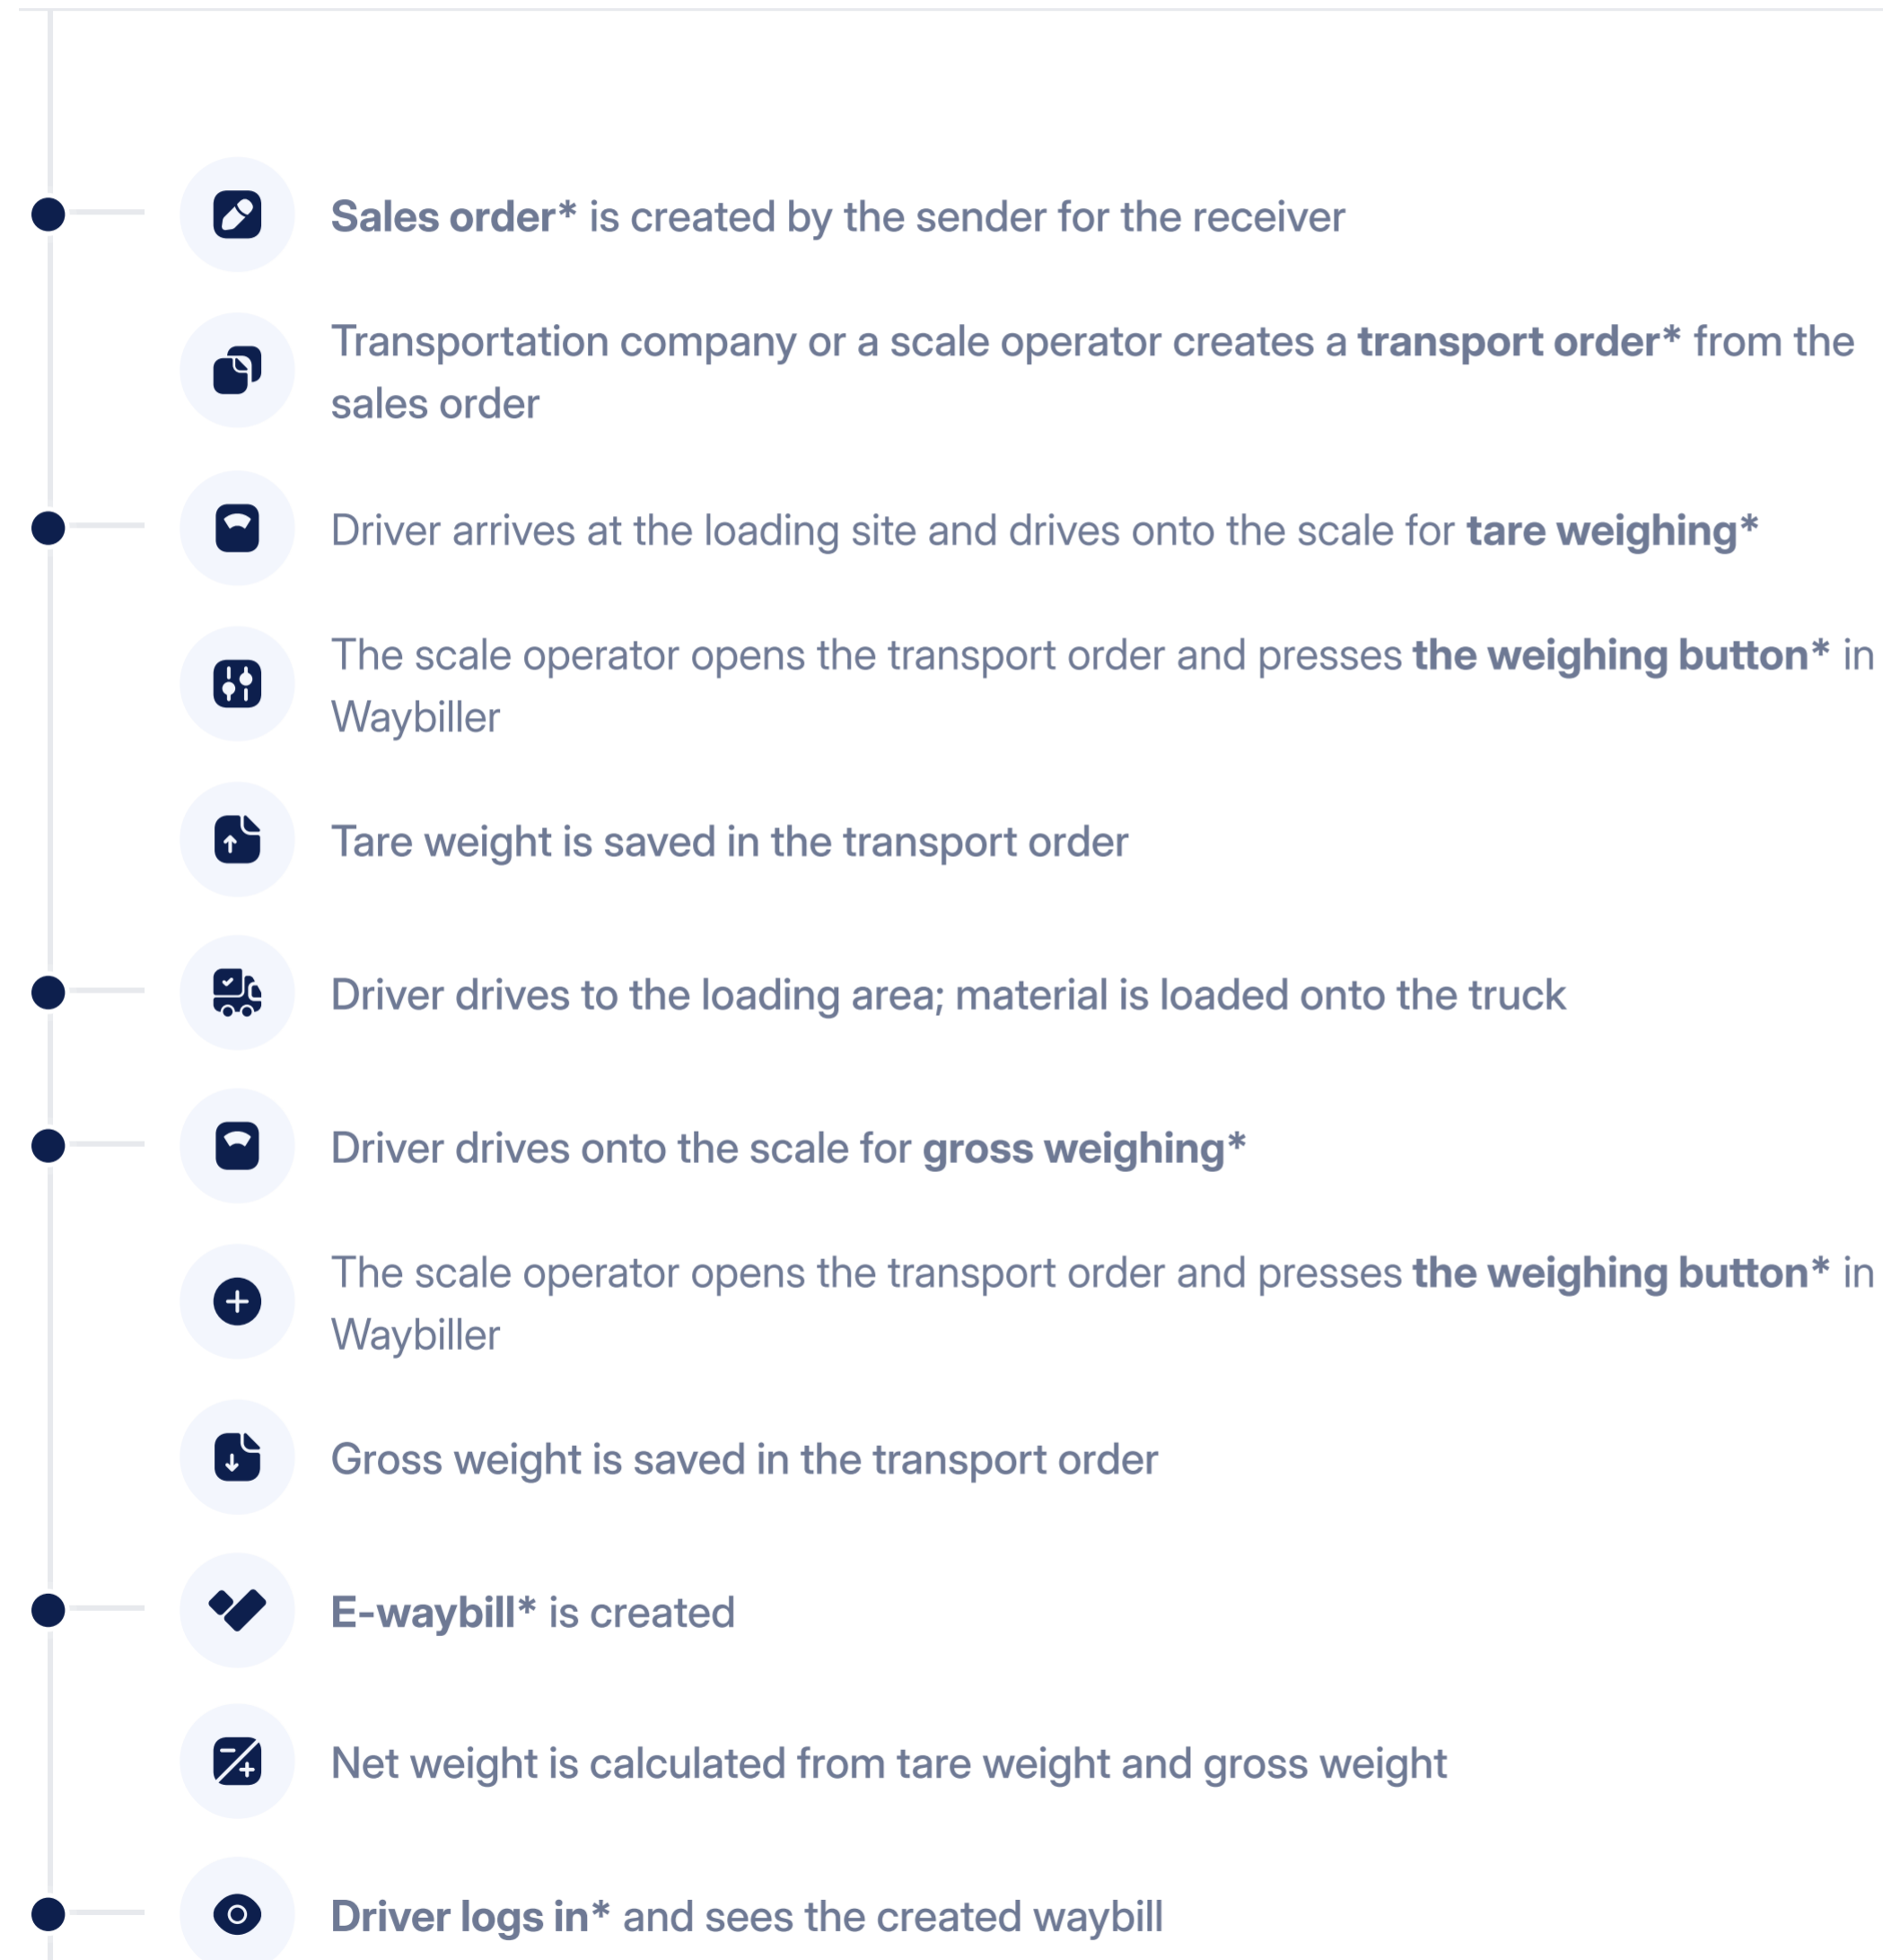 Sales order* is created by the sender for the receiver
Transportation company or a scale operator creates a transport order* from the
sales order
Driver arrives at the loading site and drives onto the scale for tare weighing*
The scale operator opens the transport order and presses the weighing button* in
Waybiller
Tare weight is saved in the transport order
Driver drives to the loading area; material is loaded onto the truck
Driver drives onto the scale for gross weighing*
The scale operator opens the transport order and presses the weighing button* in
Waybiller
Gross weight is saved in the transport order
E-waybill* is created
Net weight is calculated from tare weight and gross weight
Driver logs in* and sees the created waybill